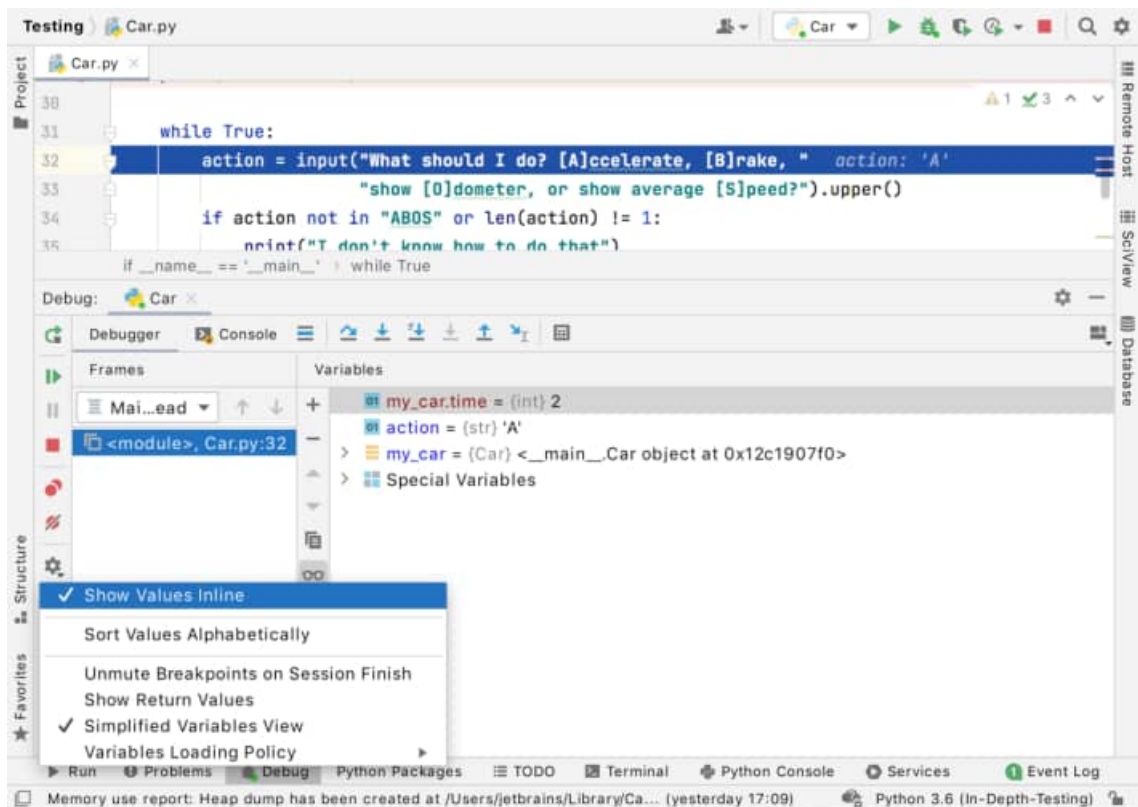 Testing Car.py Car
Car.py
Project
Remote Host
SciView
Database
30
1 3
31 while True:
32 action = input("What should I do? [A]ccelerate, [B]rake, " action: 'A'
33 "show [O]dometer, or show average [S]peed?").upper()
34 if action not in "ABOS" or len(action) != 1:
35 print("I don't know how to do that")
if __name__ == '__main__' while True
Debug: Car
Debugger Console
Frames Variables
Mai...ead
<module>, Car.py:32
my_car.time = {int} 2
action = {str} 'A'
my_car = {Car} <__main__.Car object at 0x12c1907f0>
Special Variables
Structure
Favorites
Show Values Inline
Sort Values Alphabetically
Unmute Breakpoints on Session Finish
Show Return Values
Simplified Variables View
Variables Loading Policy
Run Problems Debug Python Packages TODO Terminal Python Console Services 1 Event Log
Memory use report: Heap dump has been created at /Users/jetbrains/Library/Ca... (yesterday 17:09) Python 3.6 (In-Depth-Testing)